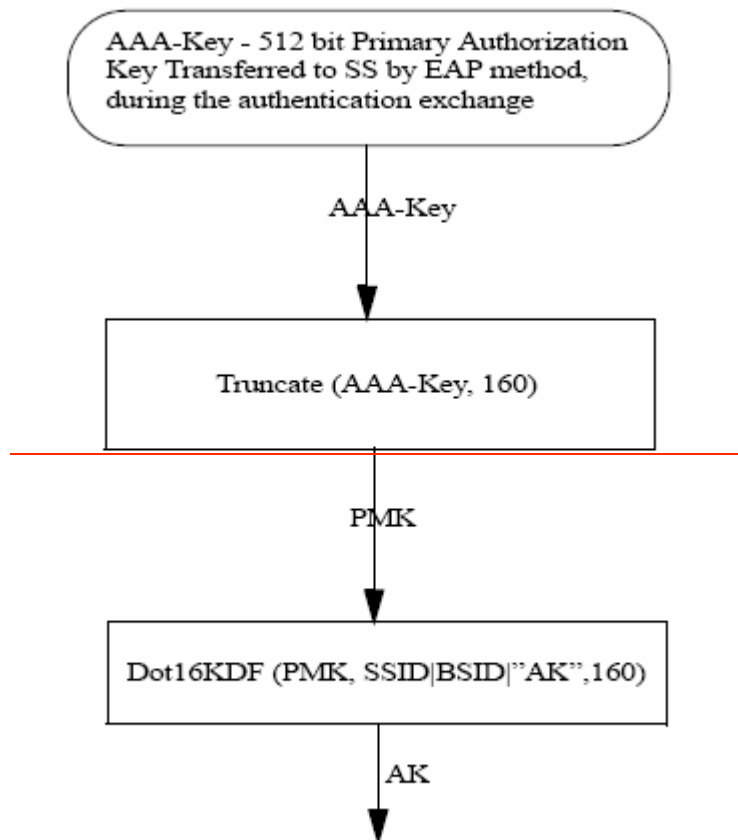 AAA-Key - 512 bit Primary Authorization
Key Transferred to SS by EAP method,
during the authentication exchange
AAA-Key
Truncate (AAA-Key, 160)
PMK
Dot16KDF (PMK, SSID|BSID|”AK”,160)
AK